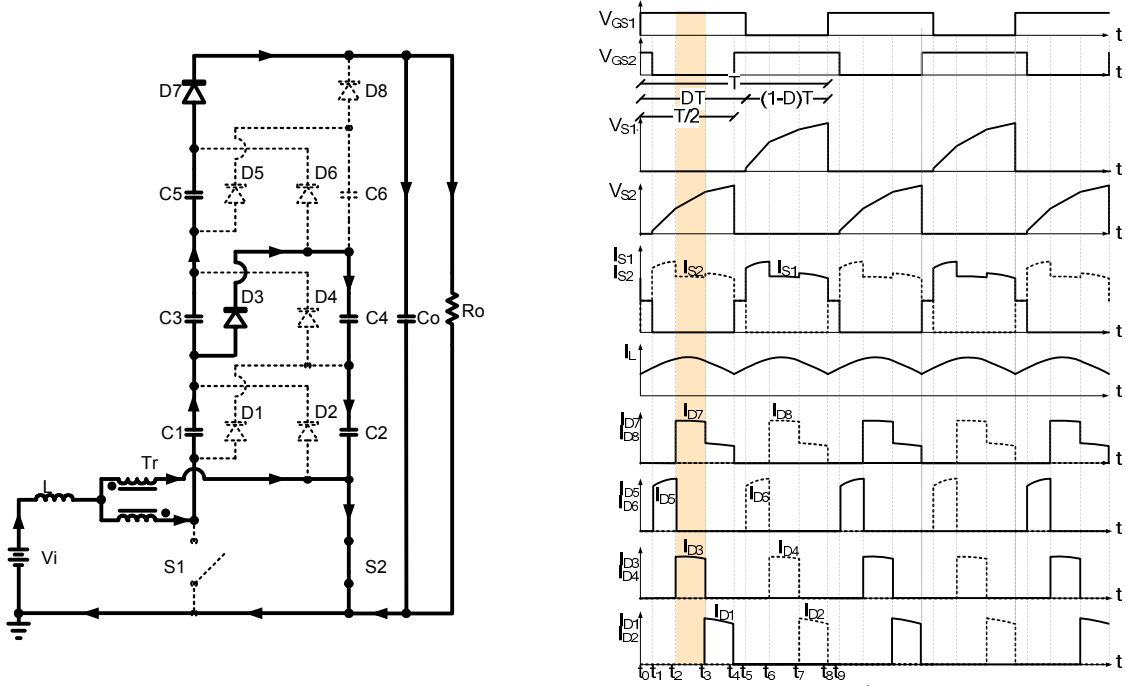 D7
D8
D5
D6
C5
C6
D3
D4
C3
C4
Co
Ro
D1
D2
C1
C2
Tr
L
Vi
S1
S2
VGS1
t
VGS2
t
T
DT
(1-D)T
T/2
VS1
t
VS2
t
IS1
IS2
IS2
IS1
t
IL
t
ID7
ID8
ID7
ID8
t
ID5
ID6
ID5
ID6
t
ID3
ID4
ID3
ID4
t
ID1
ID2
ID1
ID2
t
t0 t1 t2 t3 t4 t5 t6 t7 t8 t9